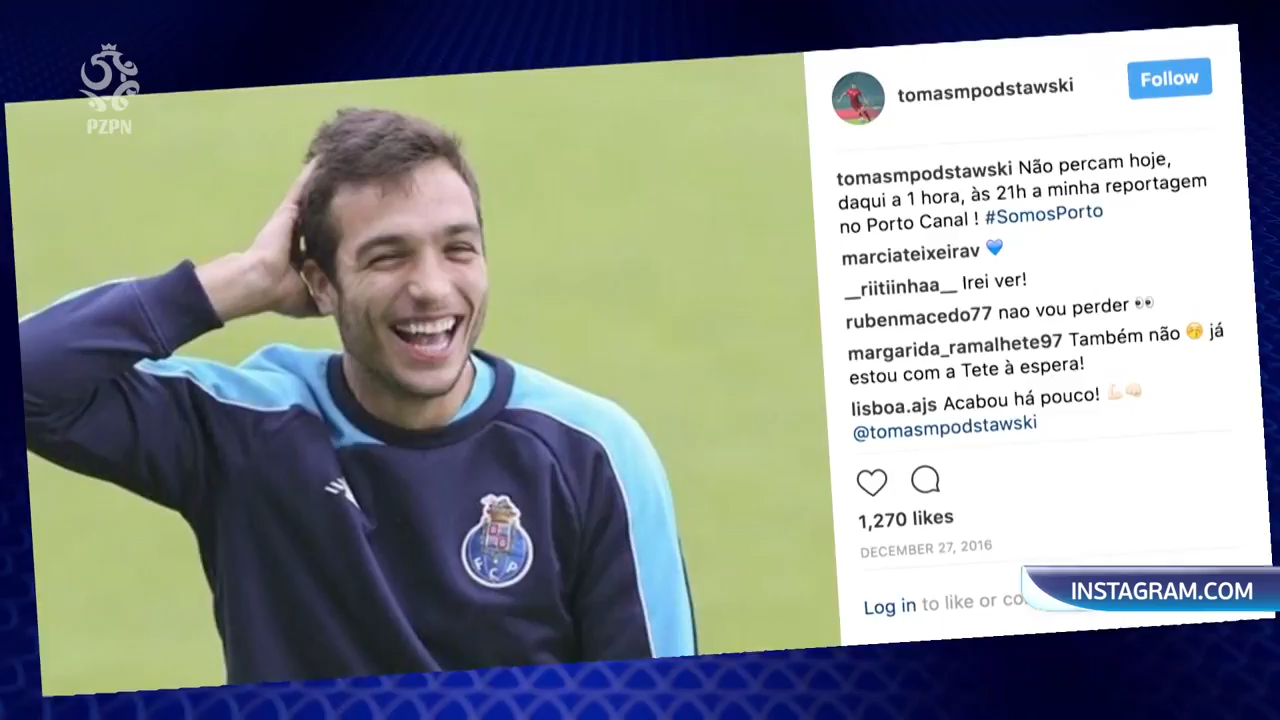 PZPN
tomasmpodstawski
Follow
tomasmpodstawski Não percam hoje,
daqui a 1 hora, às 21h a minha reportagem
no Porto Canal ! #SomosPorto
marciateixeirav 💙
__riitiinhaa__ Irei ver!
rubenmacedo77 nao vou perder 👀
margarida_ramalhete97 Também não 😚 já
estou com a Tete à espera!
lisboa.ajs Acabou há pouco! 💪🏻👊🏻
@tomasmpodstawski
1,270 likes
DECEMBER 27, 2016
Log in to like or co
INSTAGRAM.COM
FCP